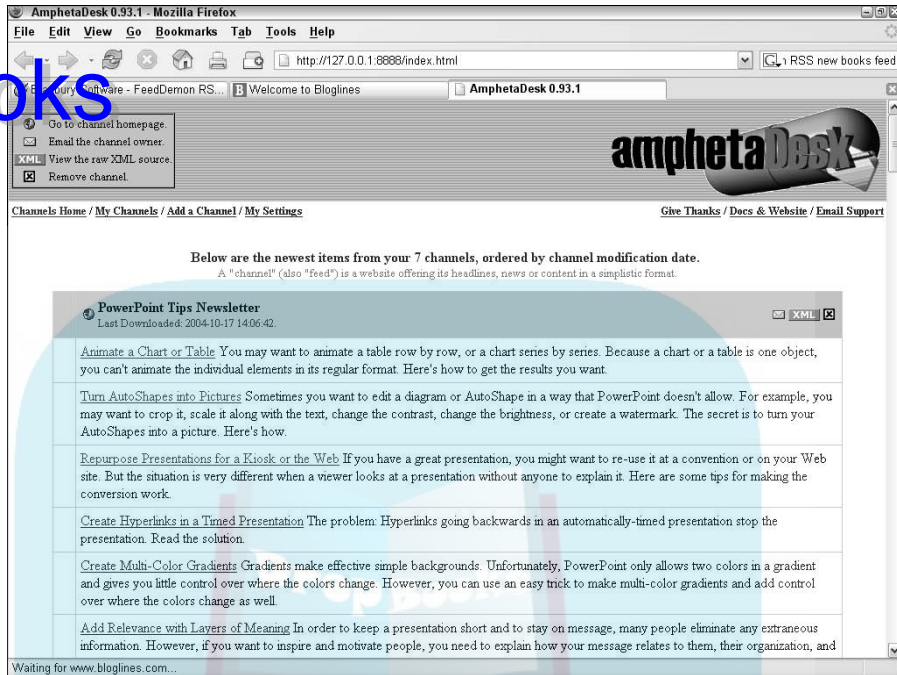 AmphetaDesk 0.93.1 - Mozilla Firefox
File Edit View Go Bookmarks Tab Tools Help
http://127.0.0.1:8888/index.html
RSS new books feed
oks
Software - FeedDemon RS... Welcome to Bloglines AmphetaDesk 0.93.1
Go to channel homepage.
Email the channel owner.
XML View the raw XML source.
Remove channel.
amphetaDesk
Channels Home / My Channels / Add a Channel / My Settings Give Thanks / Docs & Website / Email Support
Below are the newest items from your 7 channels, ordered by channel modification date.
A "channel" (also "feed") is a website offering its headlines, news or content in a simplistic format.
PowerPoint Tips Newsletter
Last Downloaded: 2004-10-17 14:06:42.
XML
Animate a Chart or Table You may want to animate a table row by row, or a chart series by series. Because a chart or a table is one object,
you can't animate the individual elements in its regular format. Here's how to get the results you want.
Turn AutoShapes into Pictures Sometimes you want to edit a diagram or AutoShape in a way that PowerPoint doesn't allow. For example, you
may want to crop it, scale it along with the text, change the contrast, change the brightness, or create a watermark. The secret is to turn your
AutoShapes into a picture. Here's how.
Repurpose Presentations for a Kiosk or the Web If you have a great presentation, you might want to re-use it at a convention or on your Web
site. But the situation is very different when a viewer looks at a presentation without anyone to explain it. Here are some tips for making the
conversion work.
Create Hyperlinks in a Timed Presentation The problem: Hyperlinks going backwards in an automatically-timed presentation stop the
presentation. Read the solution.
Create Multi-Color Gradients Gradients make effective simple backgrounds. Unfortunately, PowerPoint only allows two colors in a gradient
and gives you little control over where the colors change. However, you can use an easy trick to make multi-color gradients and add control
over where the colors change as well.
Add Relevance with Layers of Meaning In order to keep a presentation short and to stay on message, many people eliminate any extraneous
information. However, if you want to inspire and motivate people, you need to explain how your message relates to them, their organization, and
Waiting for www.bloglines.com...